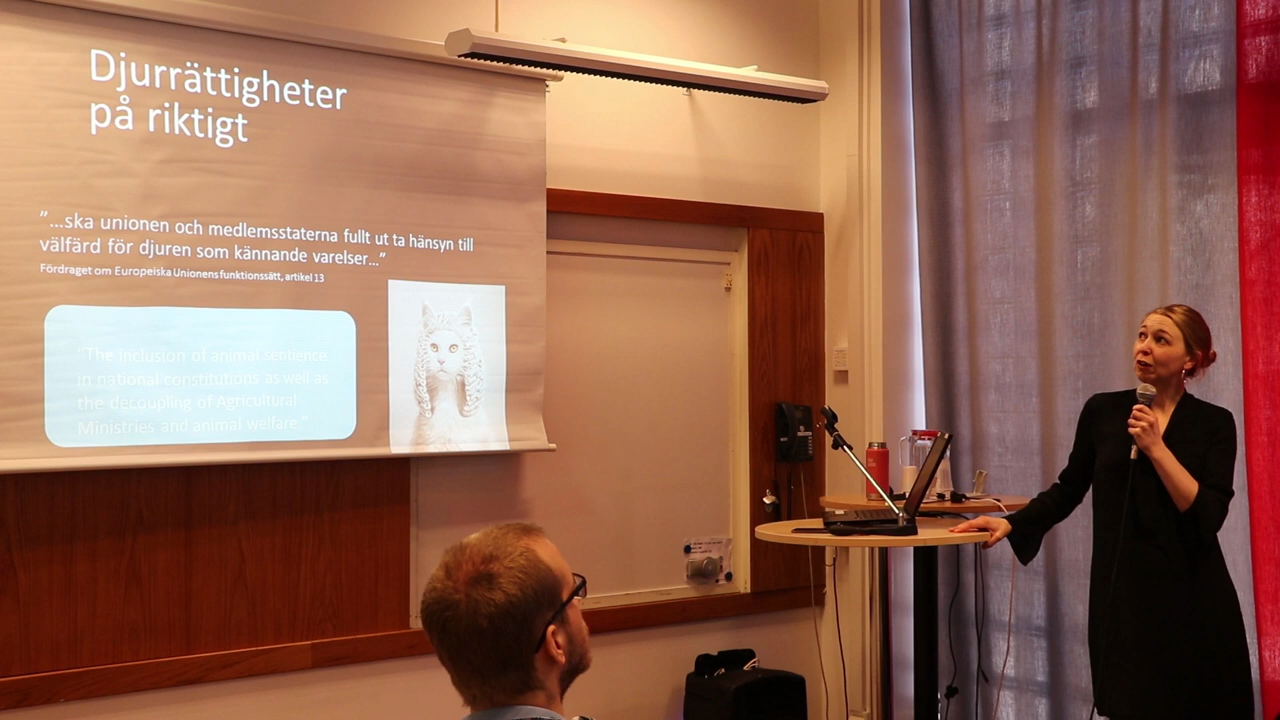 Djurrättigheter
på riktigt
”...ska unionen och medlemsstaterna fullt ut ta hänsyn till
välfärd för djuren som kännande varelser...”
Fördraget om Europeiska Unionens funktionssätt, artikel 13
“The inclusion of animal sentience
in national constitutions as well as
the decoupling of Agricultural
Ministries and animal welfare.”